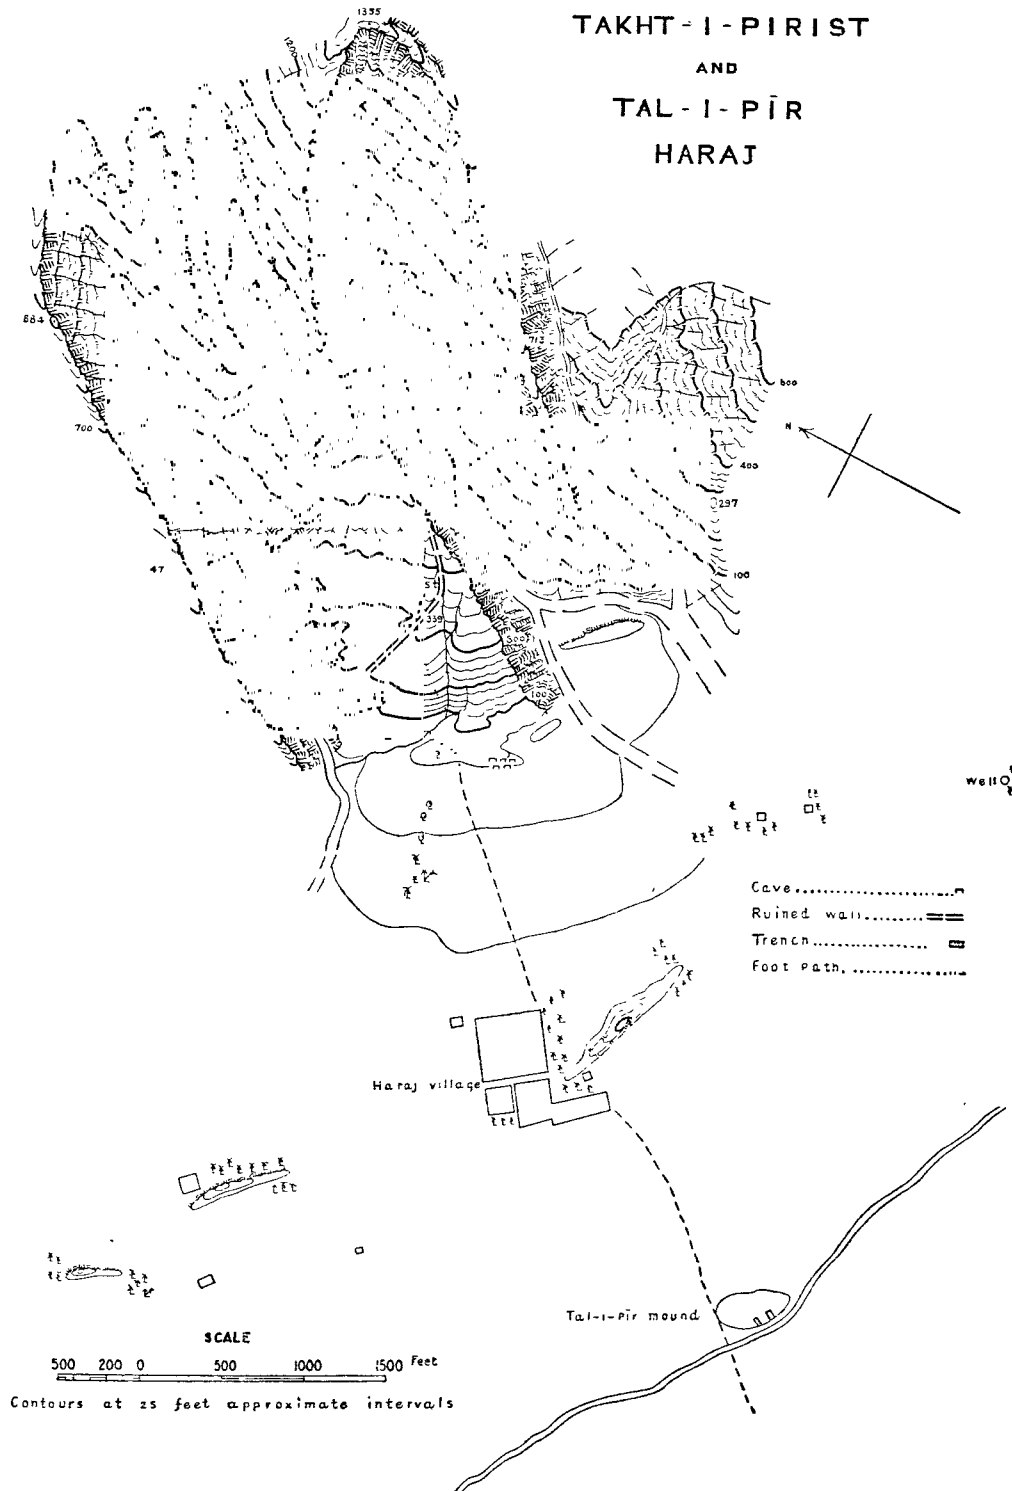 TAKHT-I-PIRIST
AND
TAL-I-PĪR
HARAJ
1355
1200
884
713
700
600
N
400
297
47
100
51
339
300
100
?
Well
Cave
Ruined wall
Trench
Foot path
Haraj village
Tal-i-Pīr mound
SCALE
500 200 0 500 1000 1500 Feet
Contours at 25 feet approximate intervals